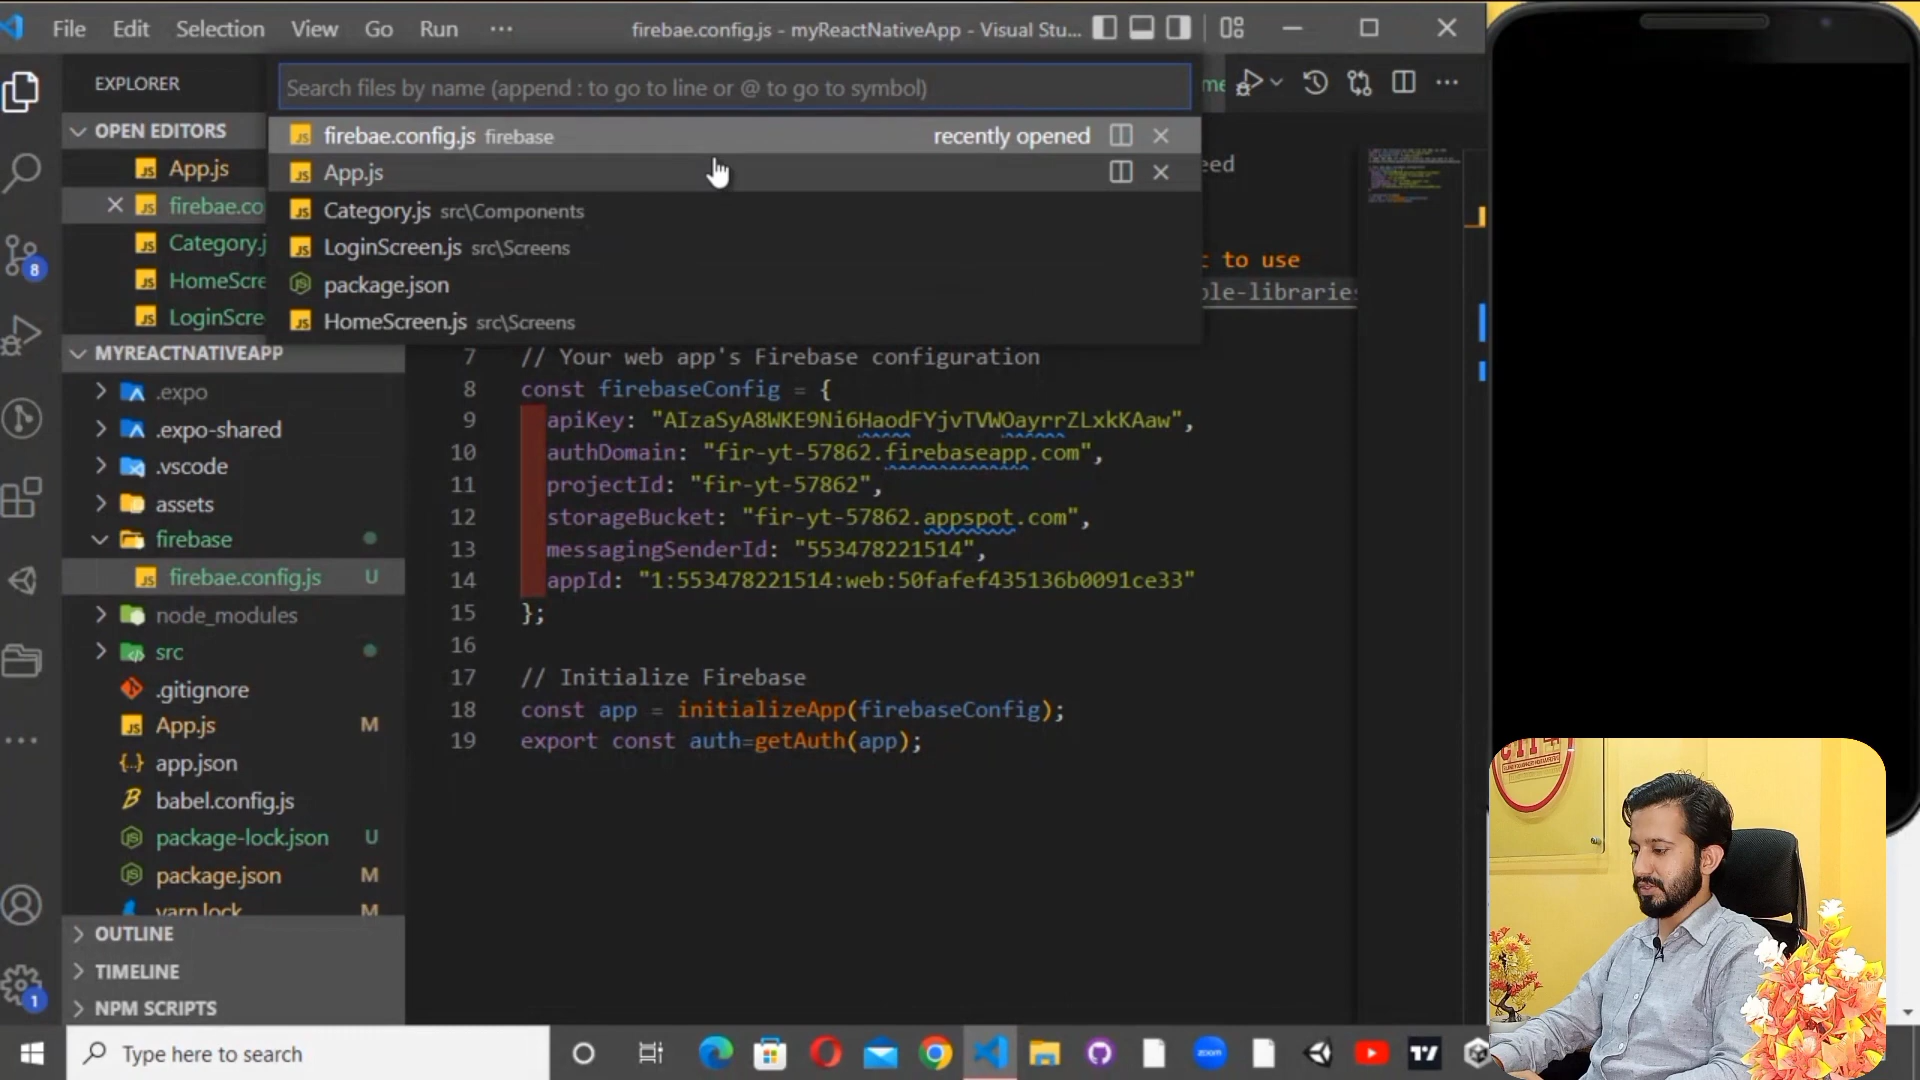 File Edit Selection View Go Run ··· firebae.config.js - myReactNativeApp - Visual Stu...
EXPLORER
Search files by name (append : to go to line or @ to go to symbol)
OPEN EDITORS
App.js
firebae.co
Category.j
HomeScre
LoginScre
firebae.config.js firebase recently opened
App.js
Category.js src\Components
LoginScreen.js src\Screens
package.json
HomeScreen.js src\Screens
to use
ble-libraries
MYREACTNATIVEAPP
.expo
.expo-shared
.vscode
assets
firebase
firebae.config.js U
node_modules
src
.gitignore
App.js M
app.json
babel.config.js
package-lock.json U
package.json M
yarn.lock M
OUTLINE
TIMELINE
NPM SCRIPTS
7 // Your web app's Firebase configuration
8 const firebaseConfig = {
9 apiKey: "AIzaSyA8WKE9Ni6HaodFYjvTVWOayrrZLxkKAaw",
10 authDomain: "fir-yt-57862.firebaseapp.com",
11 projectId: "fir-yt-57862",
12 storageBucket: "fir-yt-57862.appspot.com",
13 messagingSenderId: "553478221514",
14 appId: "1:553478221514:web:50fafef435136b0091ce33"
15 };
16
17 // Initialize Firebase
18 const app = initializeApp(firebaseConfig);
19 export const auth=getAuth(app);
8
1
Type here to search
zoom